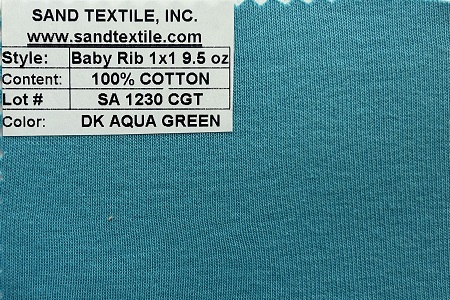 SAND TEXTILE, INC.
www.sandtextile.com
Style: Baby Rib 1x1 9.5 oz
Content: 100% COTTON
Lot # SA 1230 CGT
Color: DK AQUA GREEN